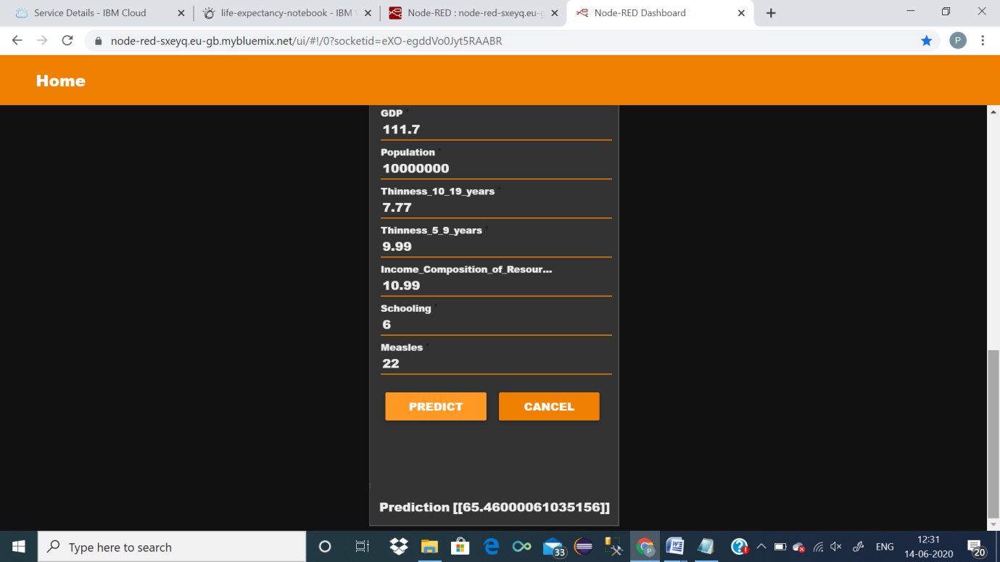 Service Details - IBM Cloud
life-expectancy-notebook - IBM W
Node-RED : node-red-sxeyq.eu-g
Node-RED Dashboard
node-red-sxeyq.eu-gb.mybluemix.net/ui/#!/0?socketid=eXO-egddVo0Jyt5RAABR
P
Home
GDP *
111.7
Population *
10000000
Thinness_10_19_years *
7.77
Thinness_5_9_years *
9.99
Income_Composition_of_Resour...
10.99
Schooling *
6
Measles *
22
PREDICT
CANCEL
Prediction [[65.46000061035156]]
Type here to search
33
P
ENG
12:31
14-06-2020
20